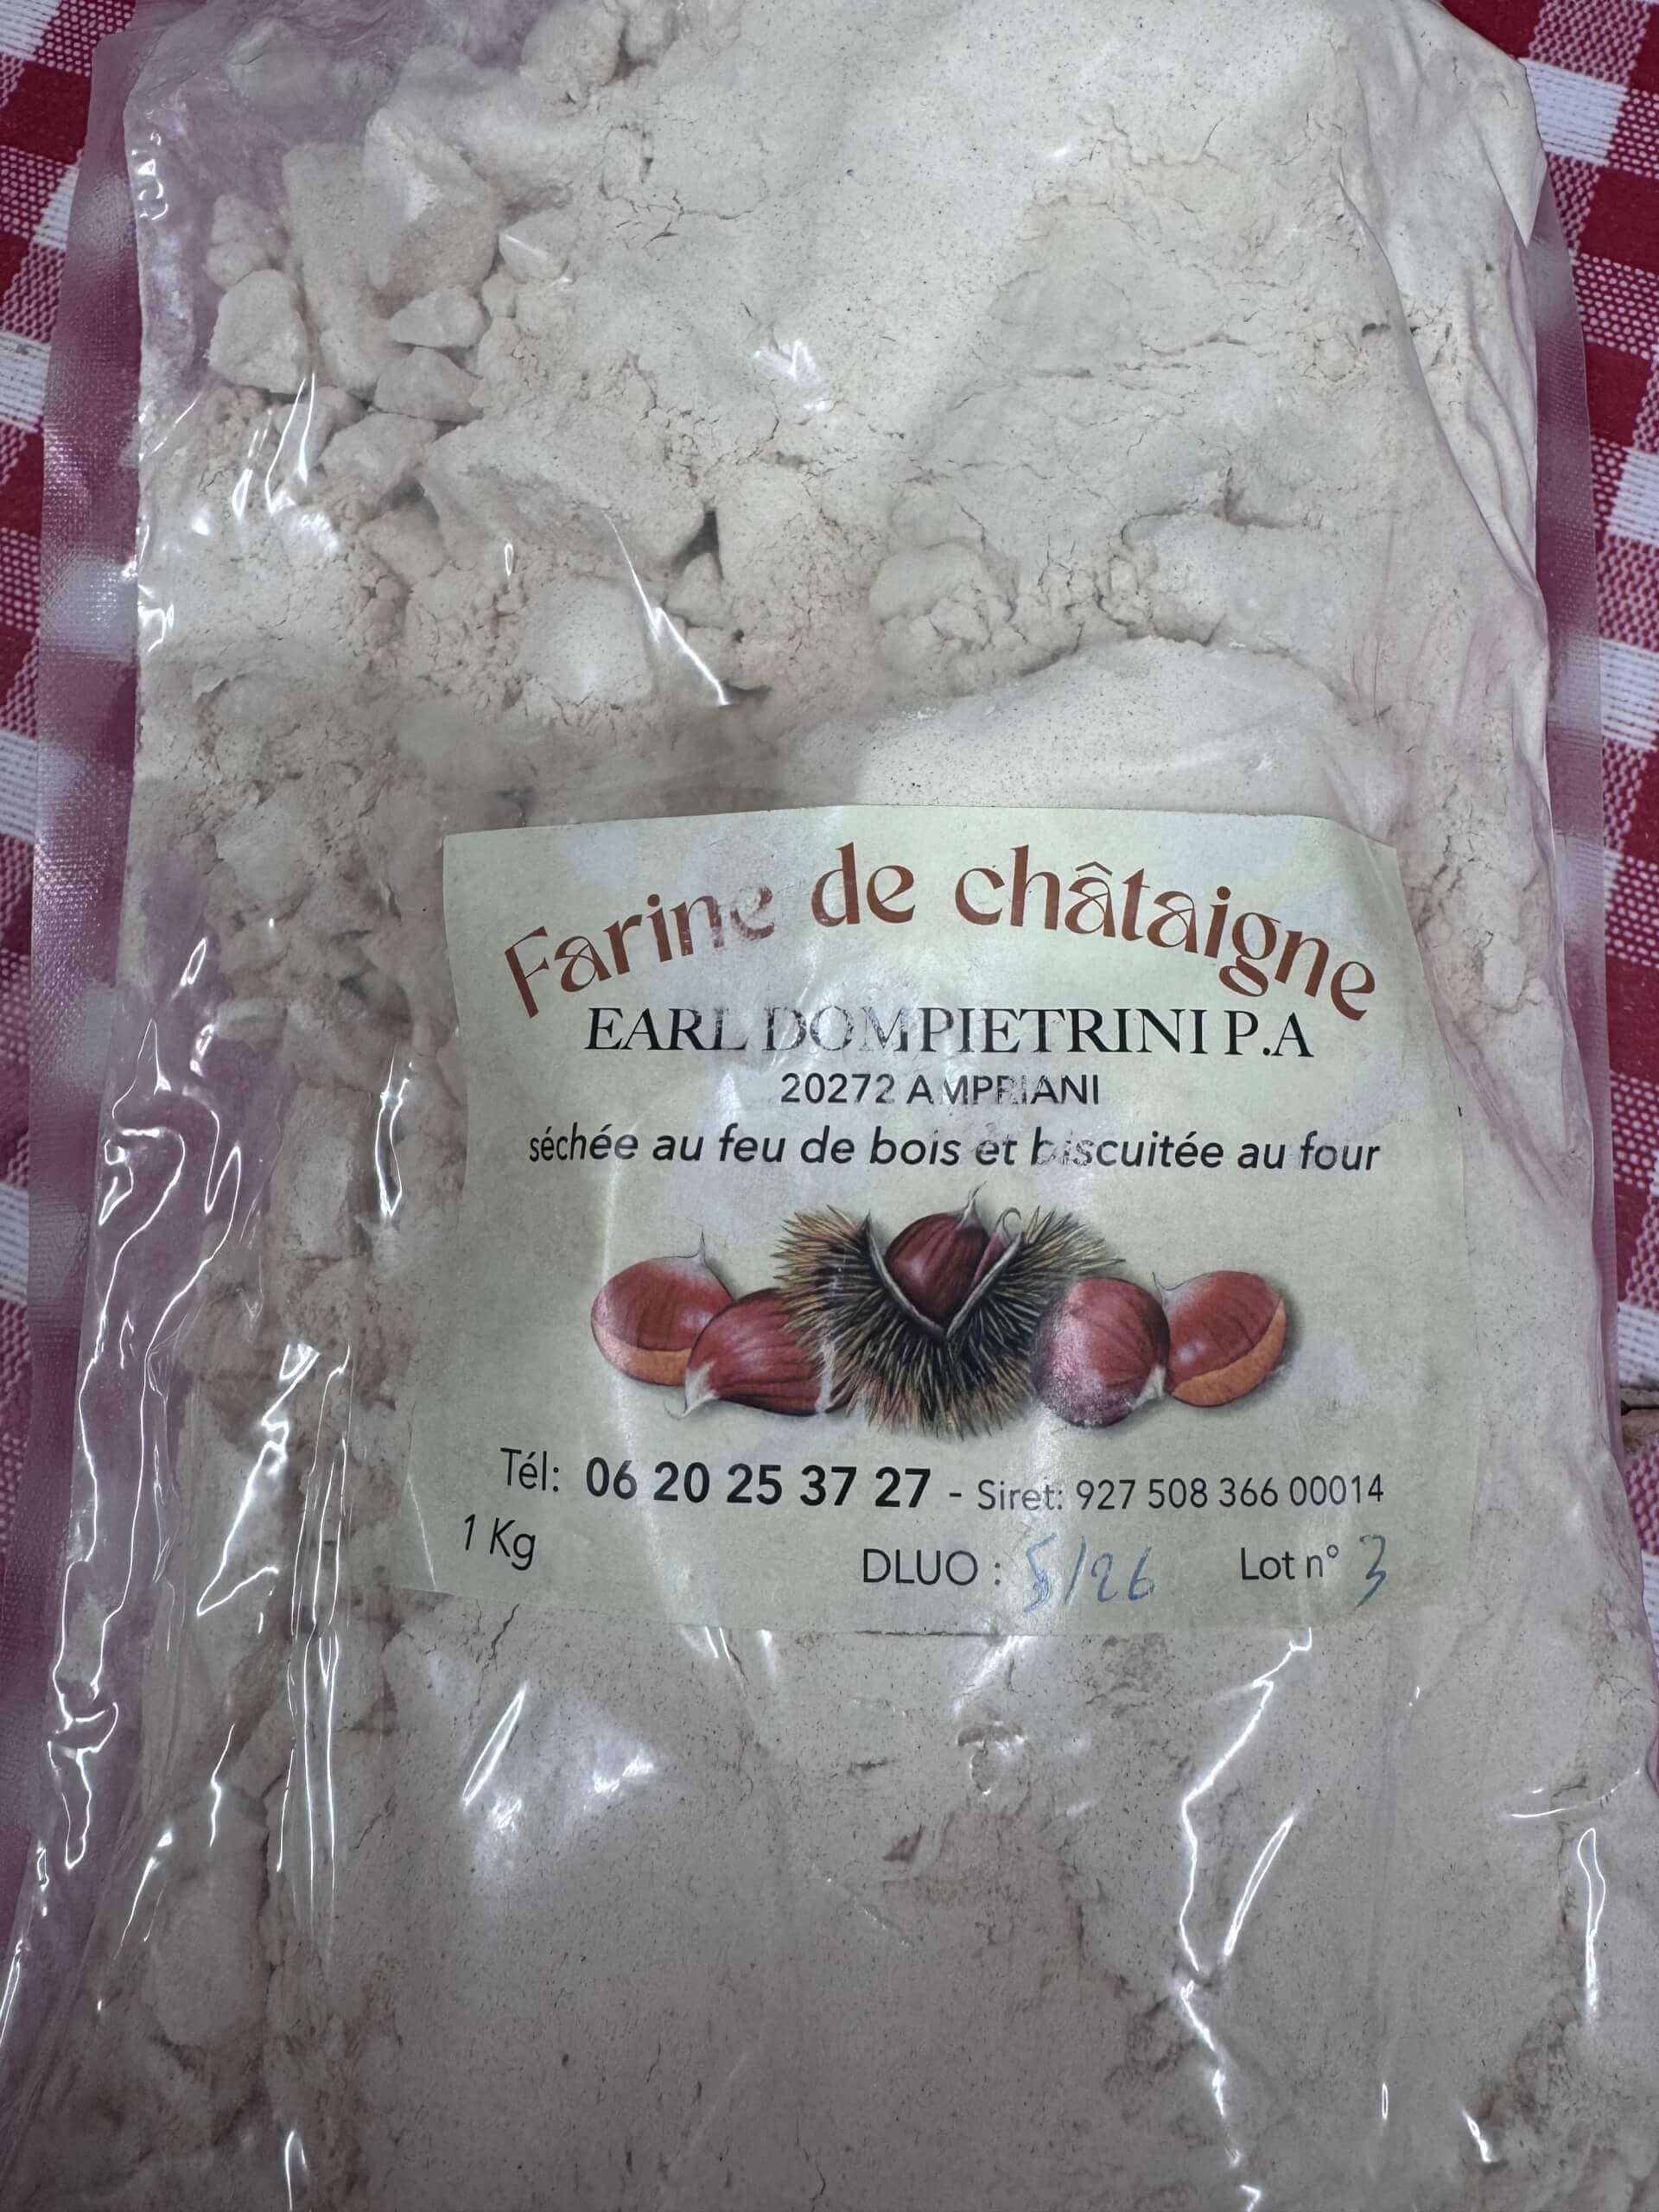 Farine de châtaigne
EARL DOMPIETRINI P.A
20272 AMPRIANI
séchée au feu de bois et biscuitée au four
Tél: 06 20 25 37 27 - Siret: 927 508 366 00014
1 Kg
DLUO : 5/26 Lot n° 3